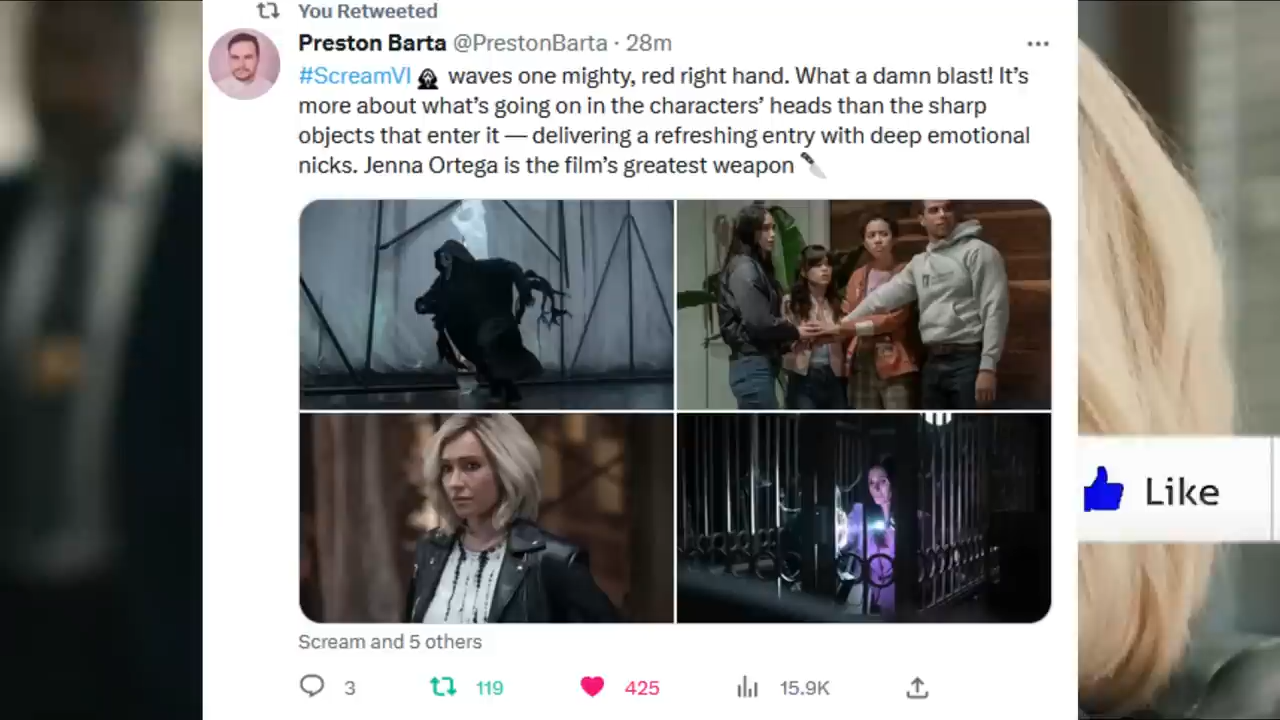 You Retweeted
Preston Barta @PrestonBarta · 28m
#ScreamVI waves one mighty, red right hand. What a damn blast! It's
more about what's going on in the characters' heads than the sharp
objects that enter it — delivering a refreshing entry with deep emotional
nicks. Jenna Ortega is the film's greatest weapon 🔪
Scream and 5 others
3 119 425 15.9K
Like